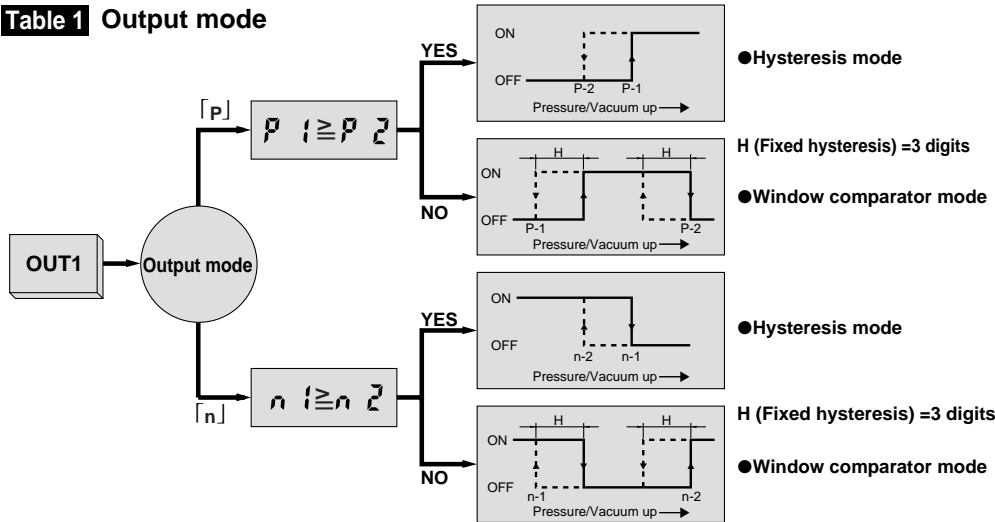 Table 1 Output mode
OUT1
Output mode
「P」
P 1≧P 2
YES
ON
OFF
P-2 P-1
Pressure/Vacuum up
●Hysteresis mode
NO
H H
ON
OFF
P-1 P-2
Pressure/Vacuum up
H (Fixed hysteresis) =3 digits
●Window comparator mode
「n」
n 1≧n 2
YES
ON
OFF
n-2 n-1
Pressure/Vacuum up
●Hysteresis mode
NO
H H
ON
OFF
n-1 n-2
Pressure/Vacuum up
H (Fixed hysteresis) =3 digits
●Window comparator mode